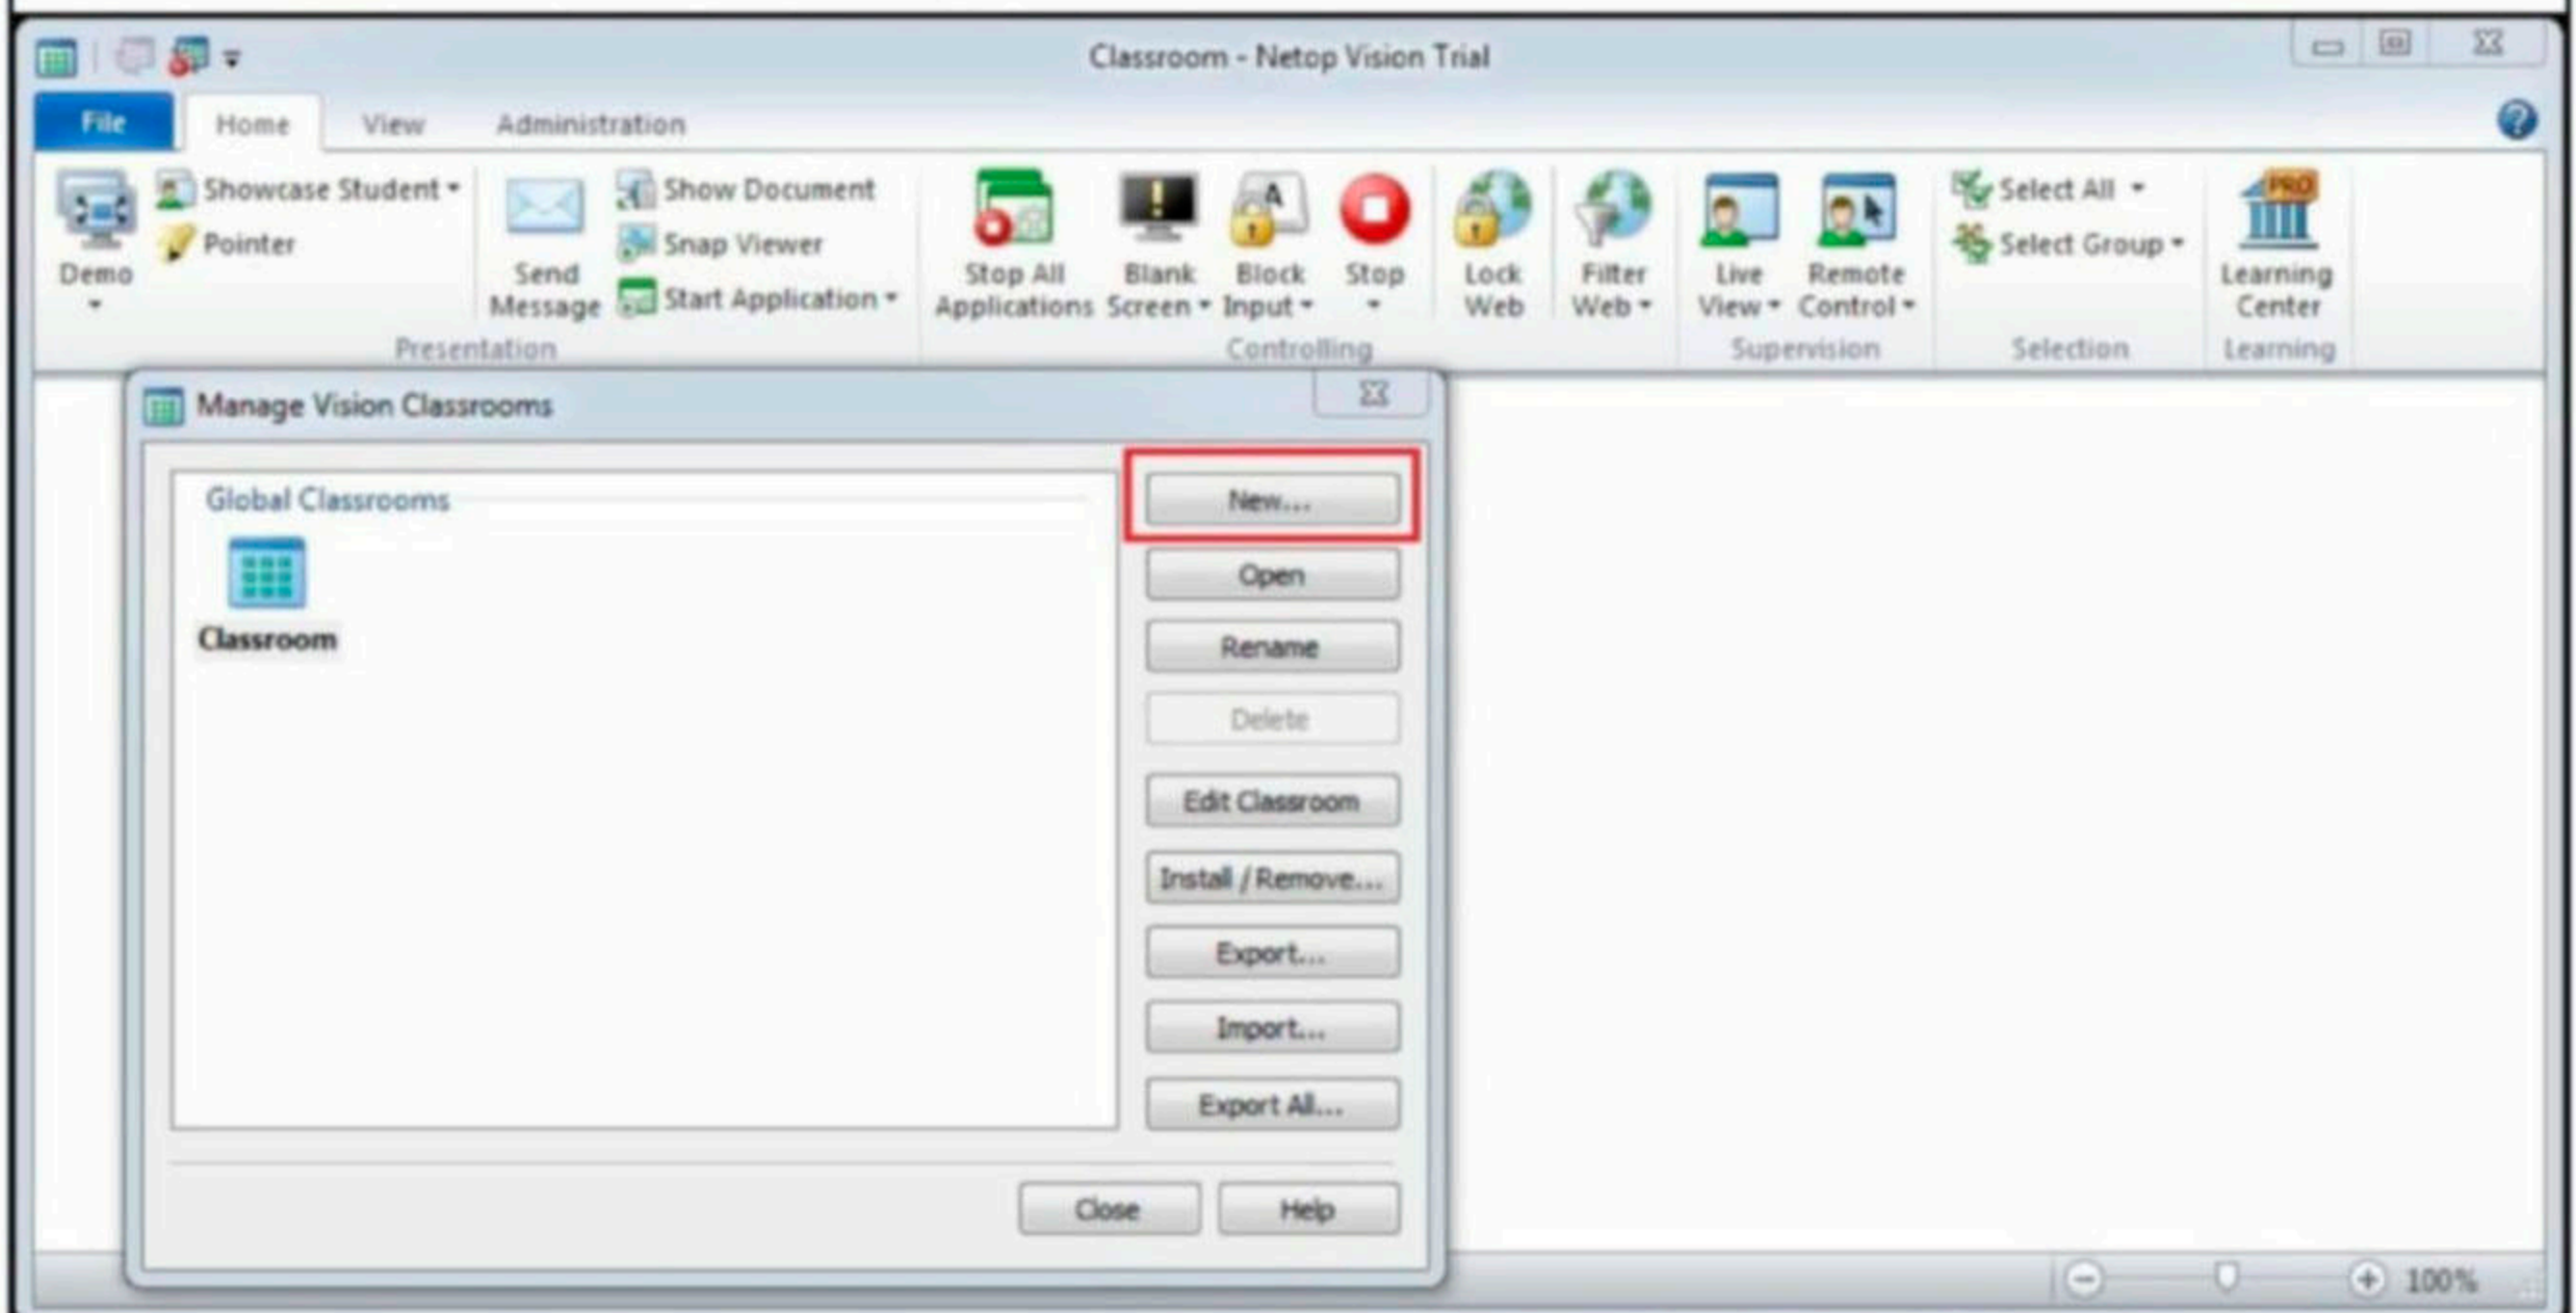 Classroom - Netop Vision Trial
File Home View Administration
Showcase Student
Pointer
Demo
Send Message
Show Document
Snap Viewer
Start Application
Presentation
Stop All Applications
Blank Screen
Block Input
Stop
Lock Web
Filter Web
Controlling
Live View
Remote Control
Supervision
Select All
Select Group
Selection
PRO
Learning Center
Learning
Manage Vision Classrooms
Global Classrooms
Classroom
New...
Open
Rename
Delete
Edit Classroom
Install / Remove...
Export...
Import...
Export All...
Close Help
100%